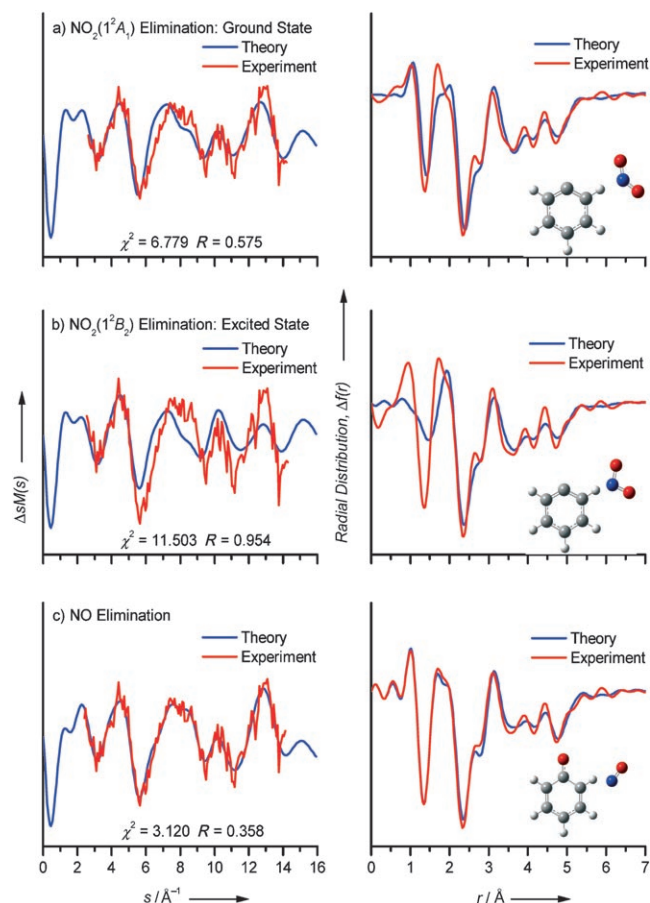 a) NO₂(1²A₁) Elimination: Ground State
Theory
Experiment
χ² = 6.779 R = 0.575
Theory
Experiment
b) NO₂(1²B₂) Elimination: Excited State
Theory
Experiment
χ² = 11.503 R = 0.954
Theory
Experiment
ΔsM(s)
Radial Distribution, Δf(r)
c) NO Elimination
Theory
Experiment
χ² = 3.120 R = 0.358
Theory
Experiment
0 2 4 6 8 10 12 14 16
0 1 2 3 4 5 6 7
s / Å⁻¹
r / Å